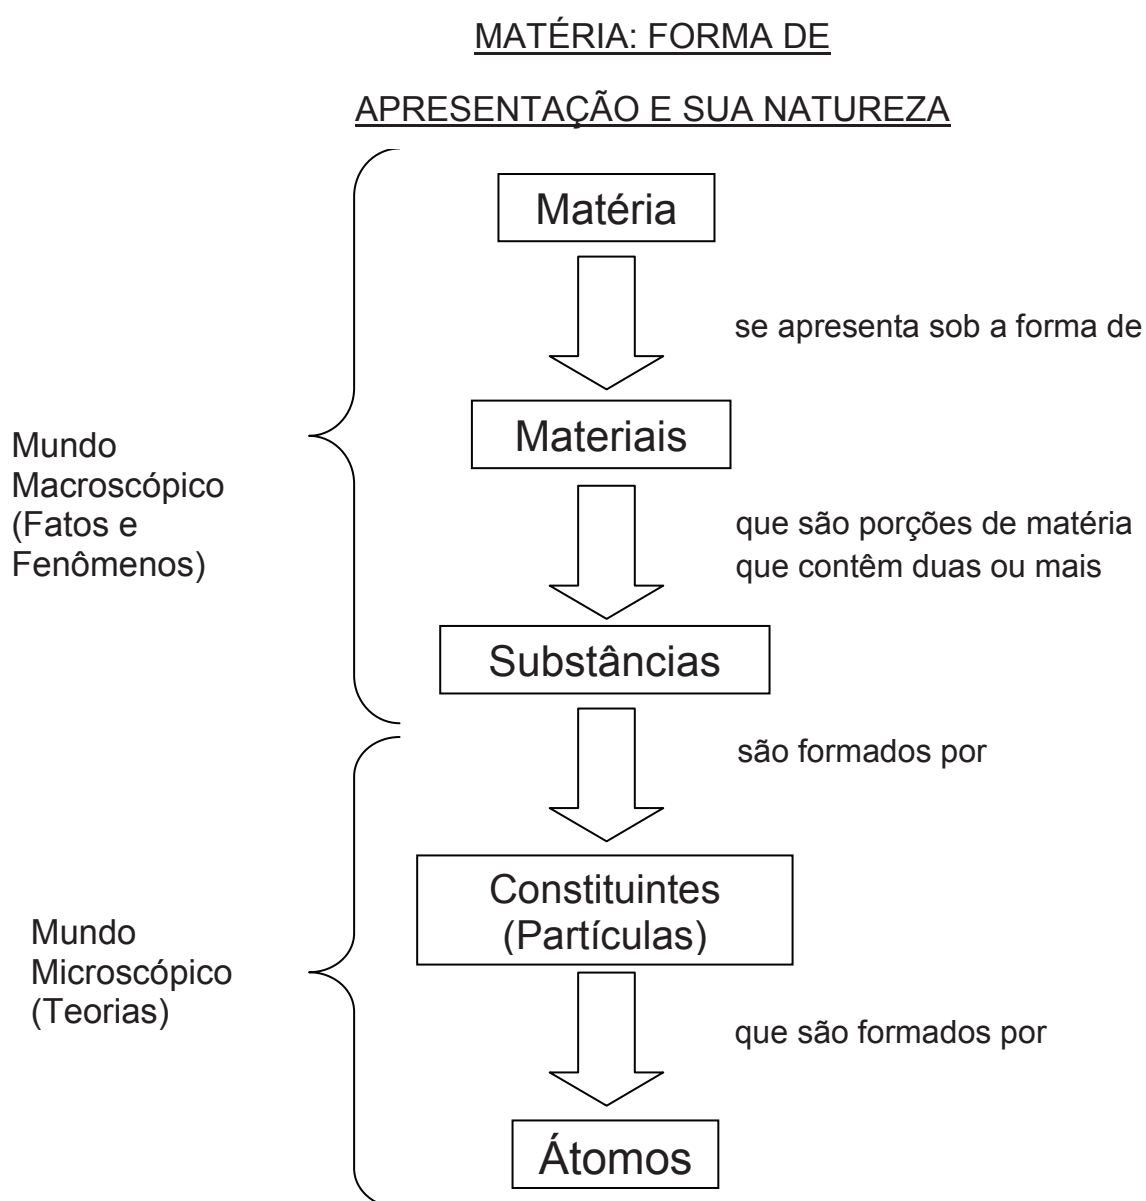 MATÉRIA: FORMA DE
APRESENTAÇÃO E SUA NATUREZA
Matéria
se apresenta sob a forma de
Materiais
Mundo
Macroscópico
(Fatos e
Fenômenos)
que são porções de matéria
que contêm duas ou mais
Substâncias
são formados por
Constituintes
(Partículas)
Mundo
Microscópico
(Teorias)
que são formados por
Átomos